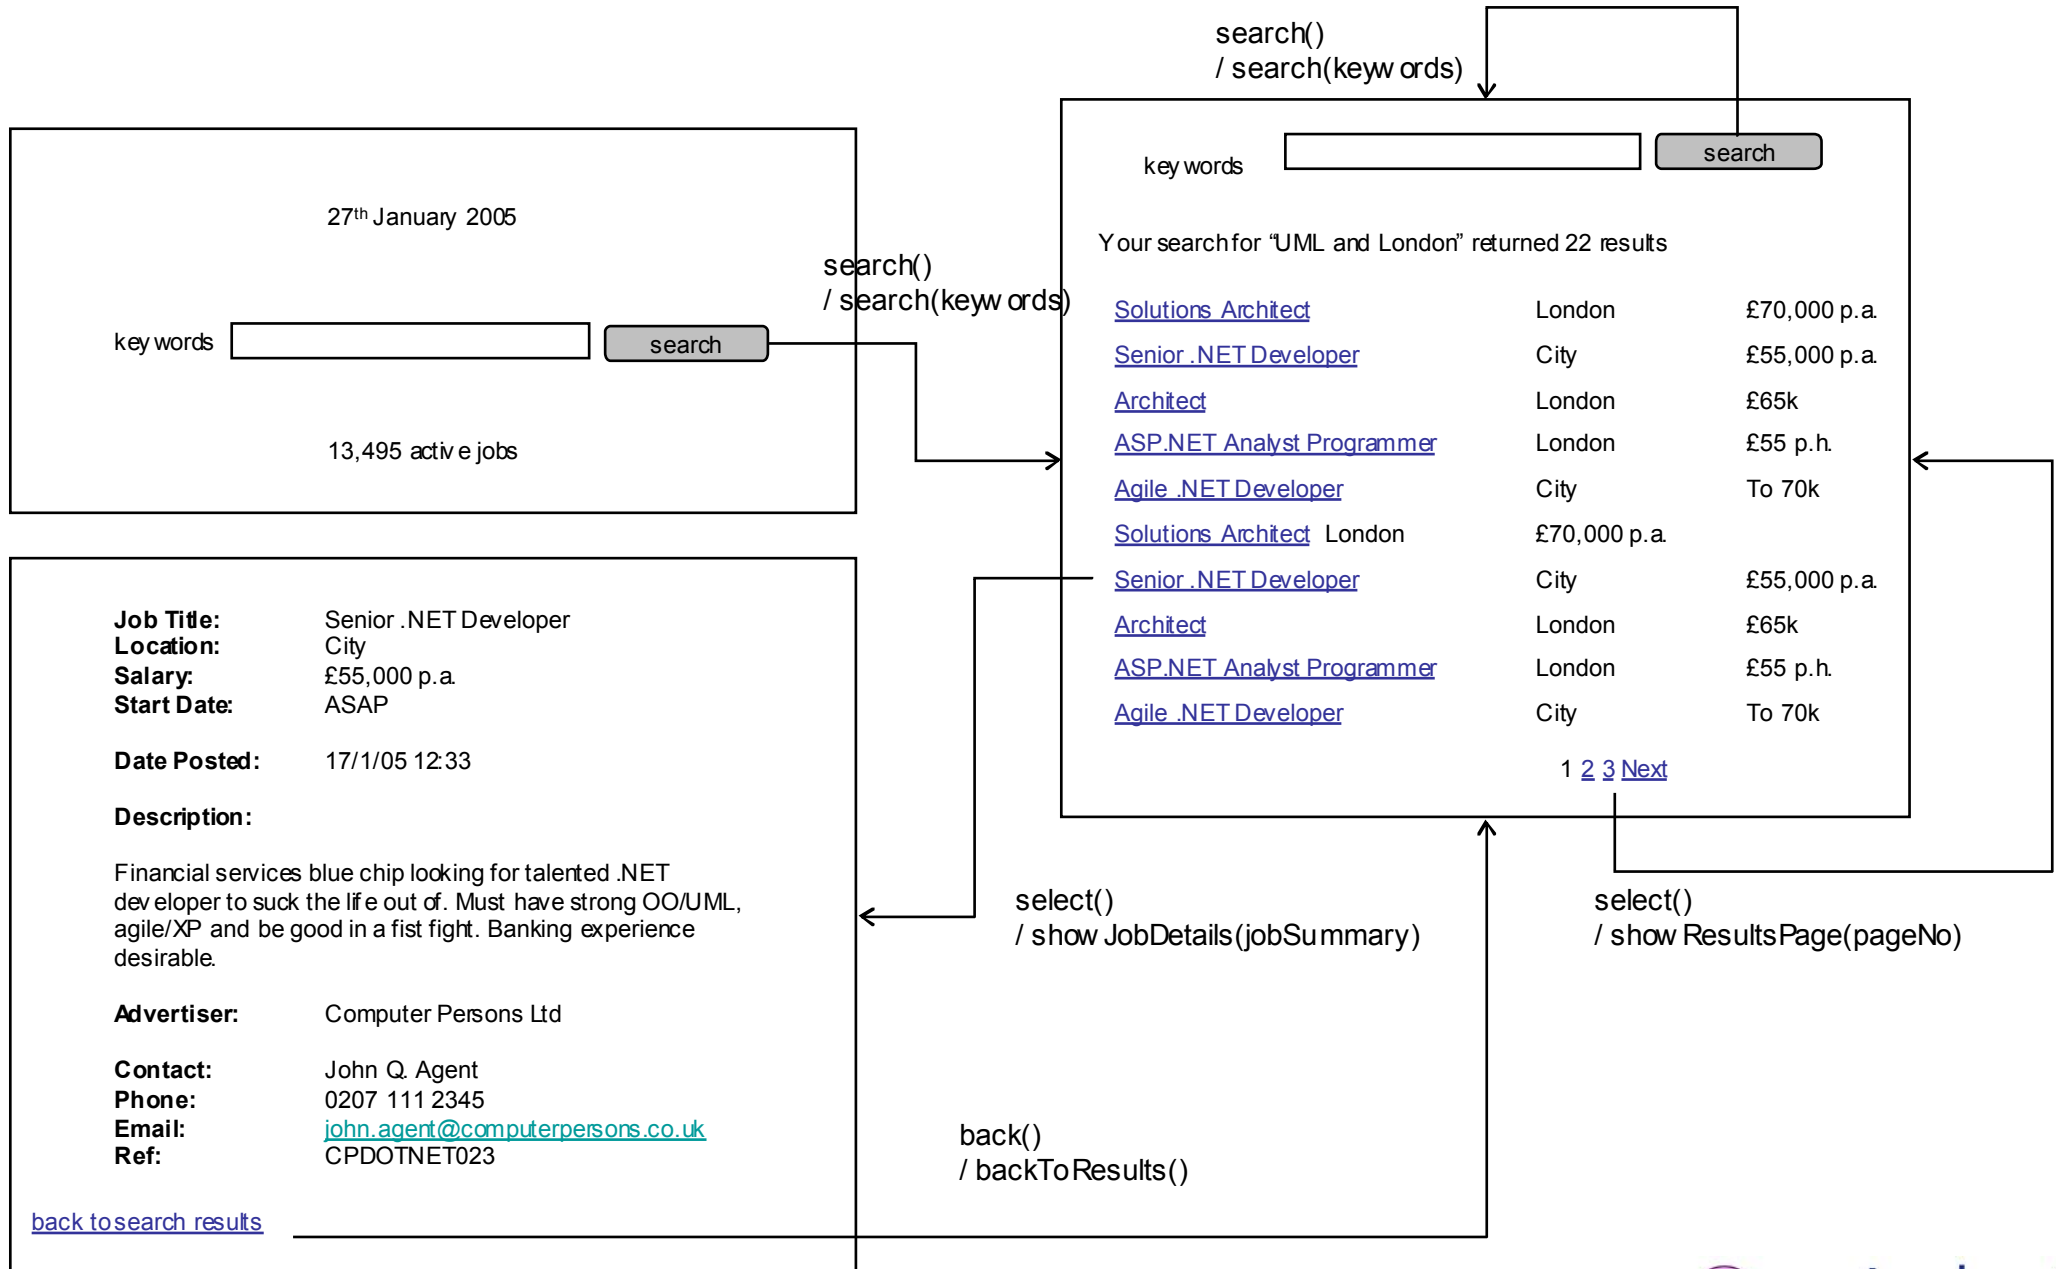 search()
/ search(keywords)
27th January 2005
search()
/ search(keywords)
keywords search
13,495 active jobs
keywords search
Your search for “UML and London” returned 22 results
Solutions Architect London £70,000 p.a.
Senior .NET Developer City £55,000 p.a.
Architect London £65k
ASP.NET Analyst Programmer London £55 p.h.
Agile .NET Developer City To 70k
Solutions Architect London £70,000 p.a.
Senior .NET Developer City £55,000 p.a.
Architect London £65k
ASP.NET Analyst Programmer London £55 p.h.
Agile .NET Developer City To 70k
1 2 3 Next
Job Title: Senior .NET Developer
Location: City
Salary: £55,000 p.a.
Start Date: ASAP
Date Posted: 17/1/05 12:33
Description:
Financial services blue chip looking for talented .NET
developer to suck the life out of. Must have strong OO/UML,
agile/XP and be good in a fist fight. Banking experience
desirable.
Advertiser: Computer Persons Ltd
Contact: John Q. Agent
Phone: 0207 111 2345
Email: john.agent@computerpersons.co.uk
Ref: CPDOTNET023
back to search results
select()
/ showJobDetails(jobSummary)
select()
/ showResultsPage(pageNo)
back()
/ backToResults()